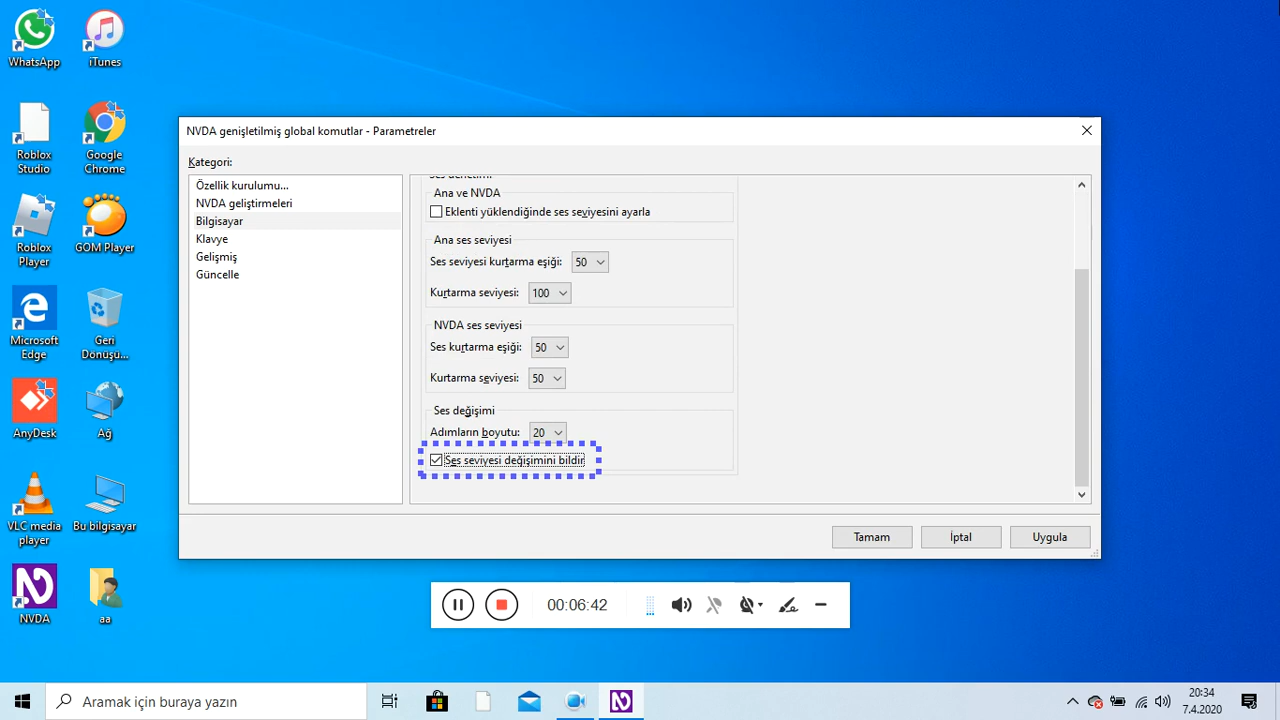 WhatsApp
iTunes
Roblox
Studio
Google
Chrome
Roblox
Player
GOM Player
Microsoft
Edge
Geri
Dönüşü...
AnyDesk
Ağ
VLC media
player
Bu bilgisayar
NVDA
aa
NVDA genişletilmiş global komutlar - Parametreler
Kategori:
Özellik kurulumu...
NVDA geliştirmeleri
Bilgisayar
Klavye
Gelişmiş
Güncelle
Ses denetimi
Ana ve NVDA
Eklenti yüklendiğinde ses seviyesini ayarla
Ana ses seviyesi
Ses seviyesi kurtarma eşiği: 50
Kurtarma seviyesi: 100
NVDA ses seviyesi
Ses kurtarma eşiği: 50
Kurtarma seviyesi: 50
Ses değişimi
Adımların boyutu: 20
Ses seviyesi değişimini bildir
Tamam İptal Uygula
00:06:42
Aramak için buraya yazın
20:34
7.4.2020